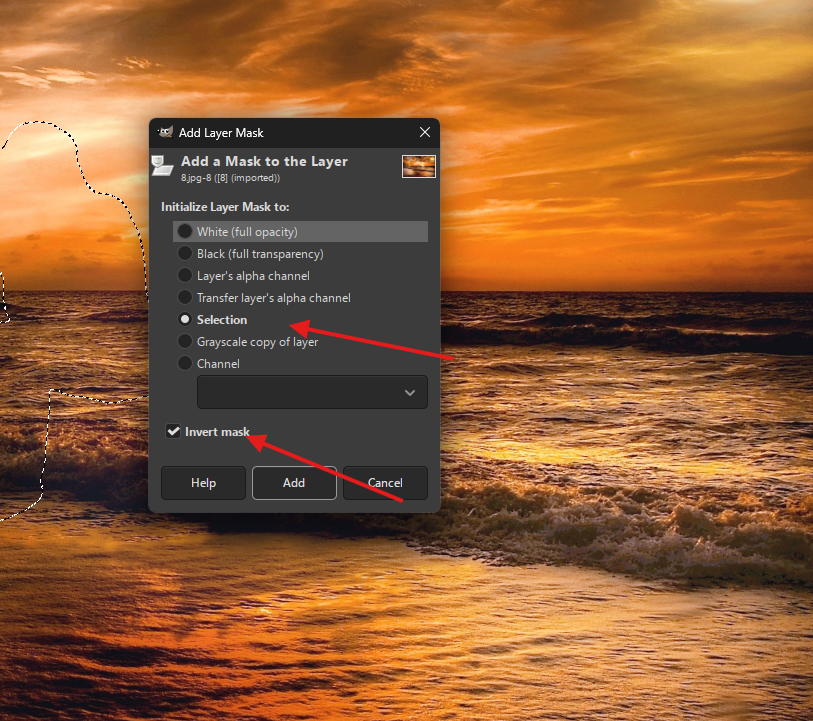 Add Layer Mask
Add a Mask to the Layer
8.jpg-8 ([8] (imported))
Initialize Layer Mask to:
White (full opacity)
Black (full transparency)
Layer's alpha channel
Transfer layer's alpha channel
Selection
Grayscale copy of layer
Channel
Invert mask
Help
Add
Cancel